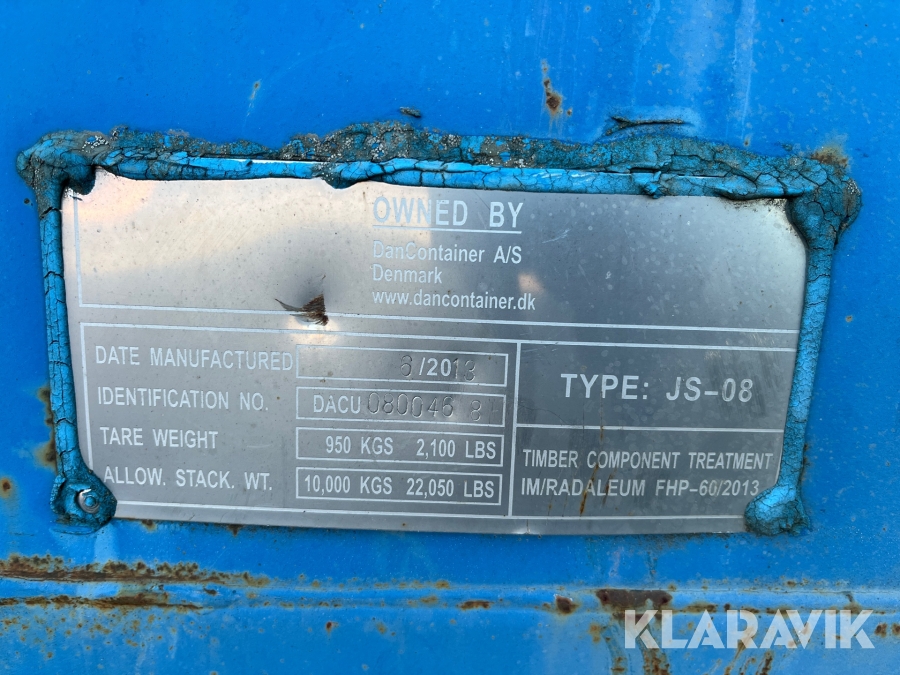 OWNED BY
DanContainer A/S
Denmark
www.dancontainer.dk
DATE MANUFACTURED 6/2013
IDENTIFICATION NO. DACU 080046 8
TARE WEIGHT 950 KGS 2,100 LBS
ALLOW. STACK. WT. 10,000 KGS 22,050 LBS
TYPE: JS-08
TIMBER COMPONENT TREATMENT
IM/RADALEUM FHP-60/2013
KLARAVIK